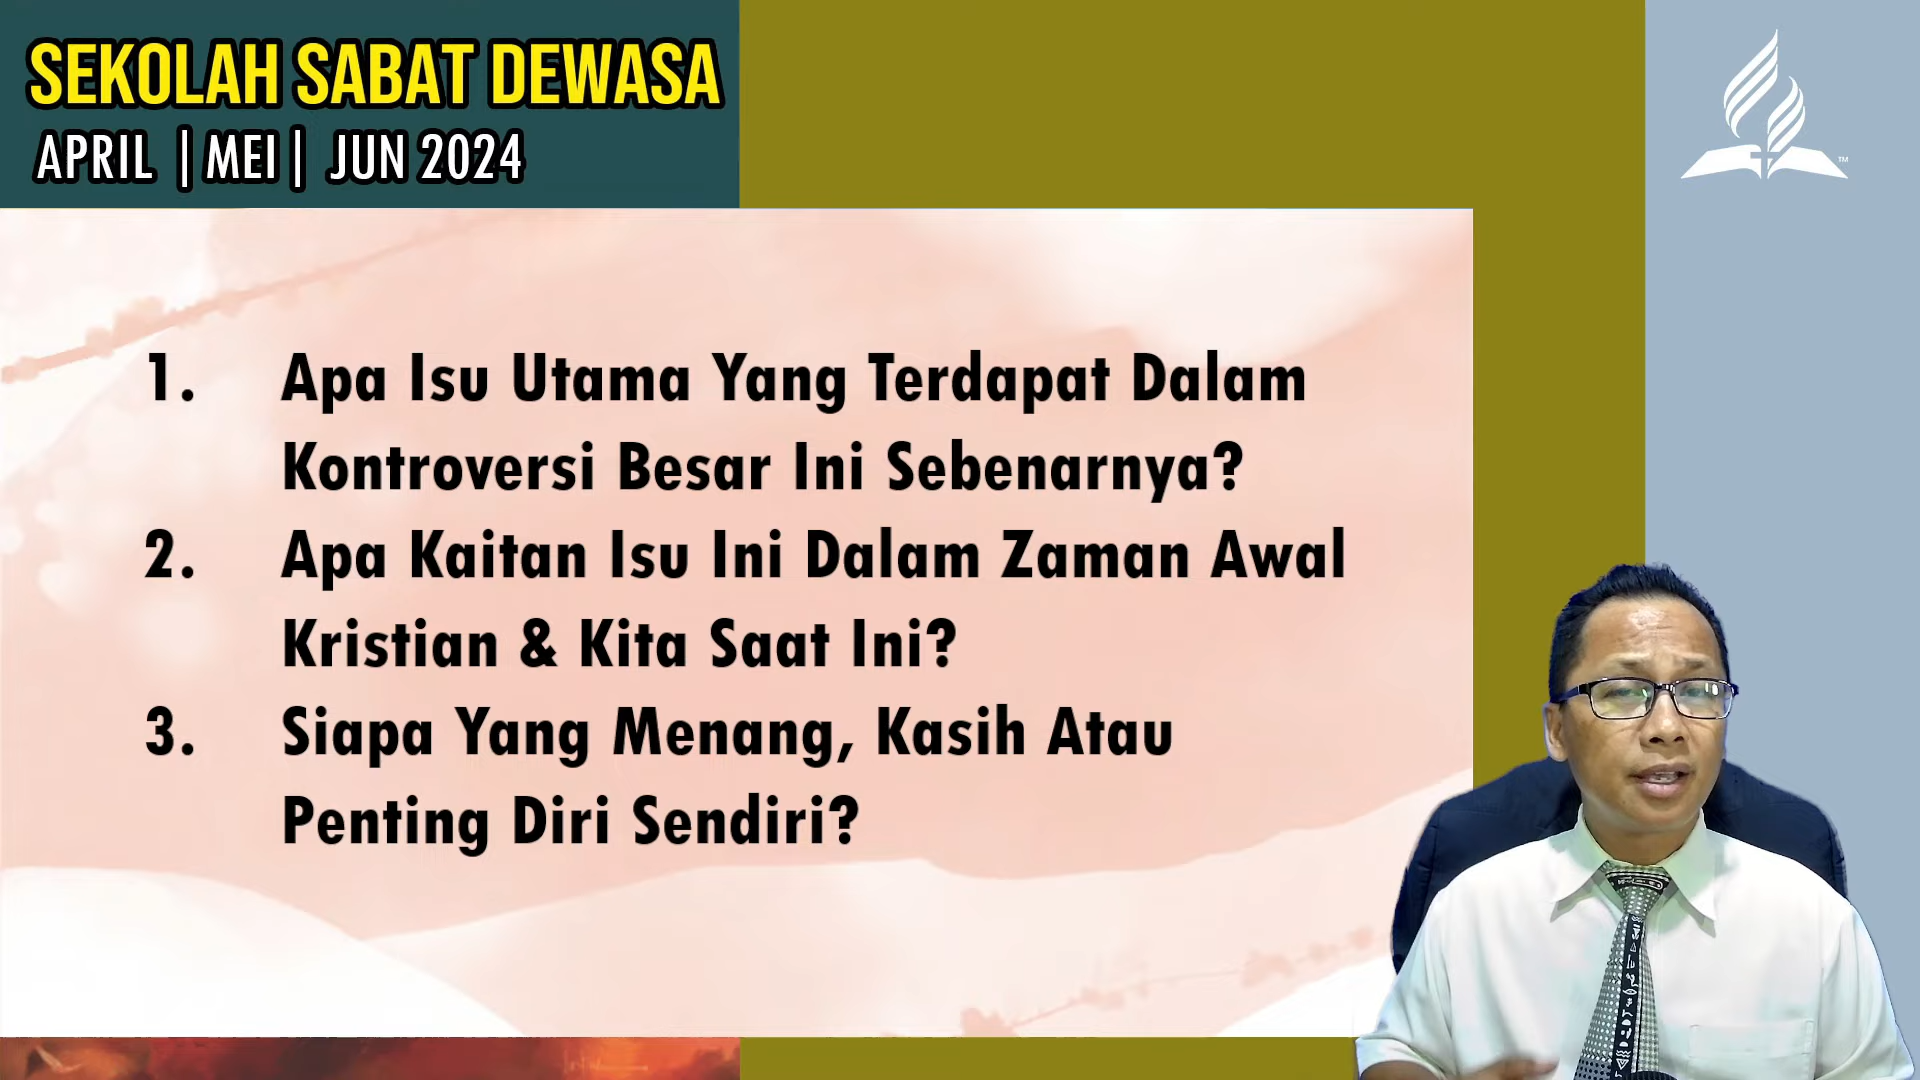 SEKOLAH SABAT DEWASA
APRIL | MEI | JUN 2024
1. Apa Isu Utama Yang Terdapat Dalam
Kontroversi Besar Ini Sebenarnya?
2. Apa Kaitan Isu Ini Dalam Zaman Awal
Kristian & Kita Saat Ini?
3. Siapa Yang Menang, Kasih Atau
Penting Diri Sendiri?
TM